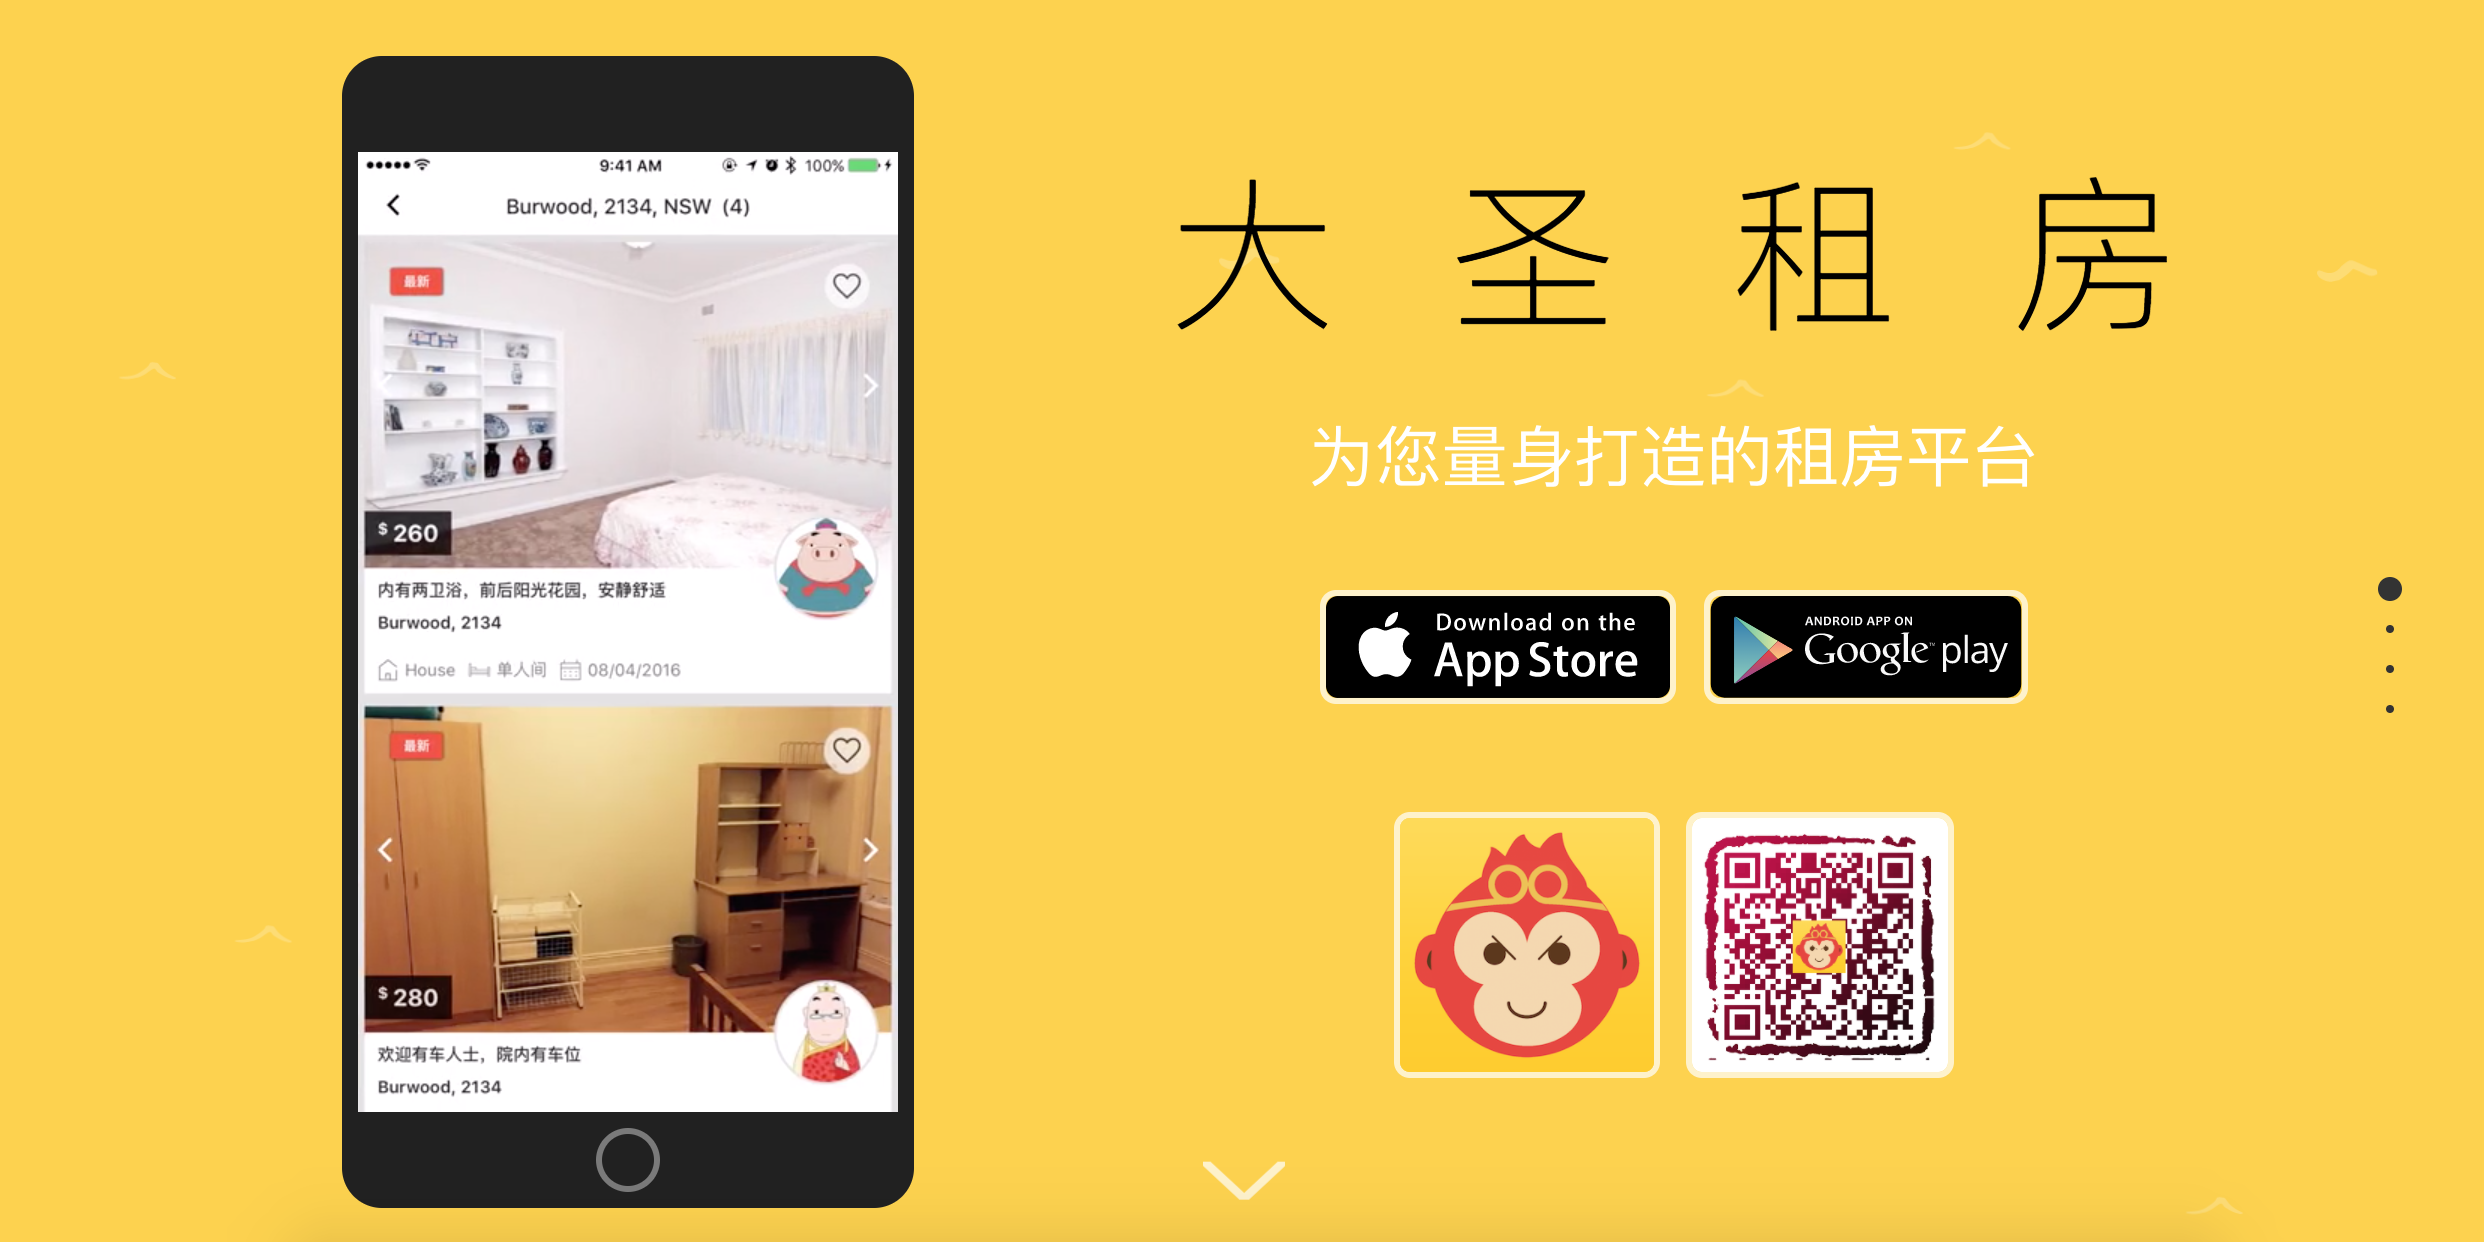 9:41 AM
100%
Burwood, 2134, NSW (4)
最新
$ 260
内有两卫浴，前后阳光花园，安静舒适
Burwood, 2134
House 单人间 08/04/2016
最新
$ 280
欢迎有车人士，院内有车位
Burwood, 2134
大圣租房
为您量身打造的租房平台
Download on the
App Store
ANDROID APP ON
Google play